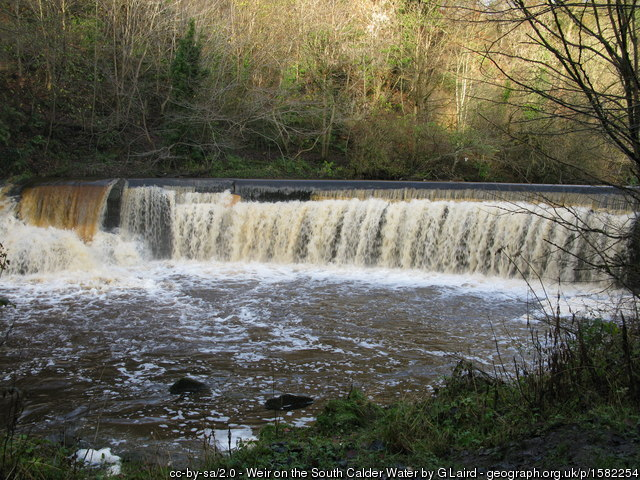 cc-by-sa/2.0 - Weir on the South Calder Water by G Laird - geograph.org.uk/p/1582254